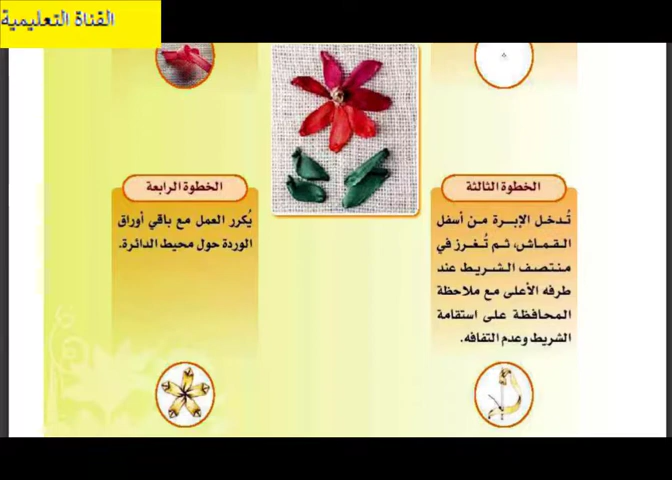 القناة التعليمية
الخطوة الثالثة
تُدخل الإبرة من أسفل
القماش، ثم تُغرز في
منتصف الشريط عند
طرفه الأعلى مع ملاحظة
المحافظة على استقامة
الشريط وعدم التفافه.
الخطوة الرابعة
يُكرر العمل مع باقي أوراق
الوردة حول محيط الدائرة.